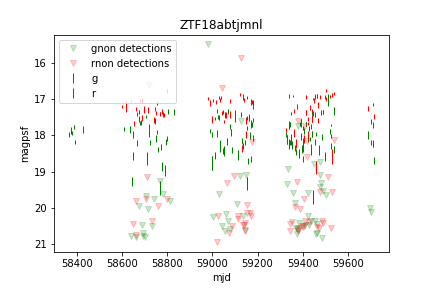 ZTF18abtjmnl
gnon detections
rnon detections
g
r
magpsf
16
17
18
19
20
21
58400 58600 58800 59000 59200 59400 59600
mjd